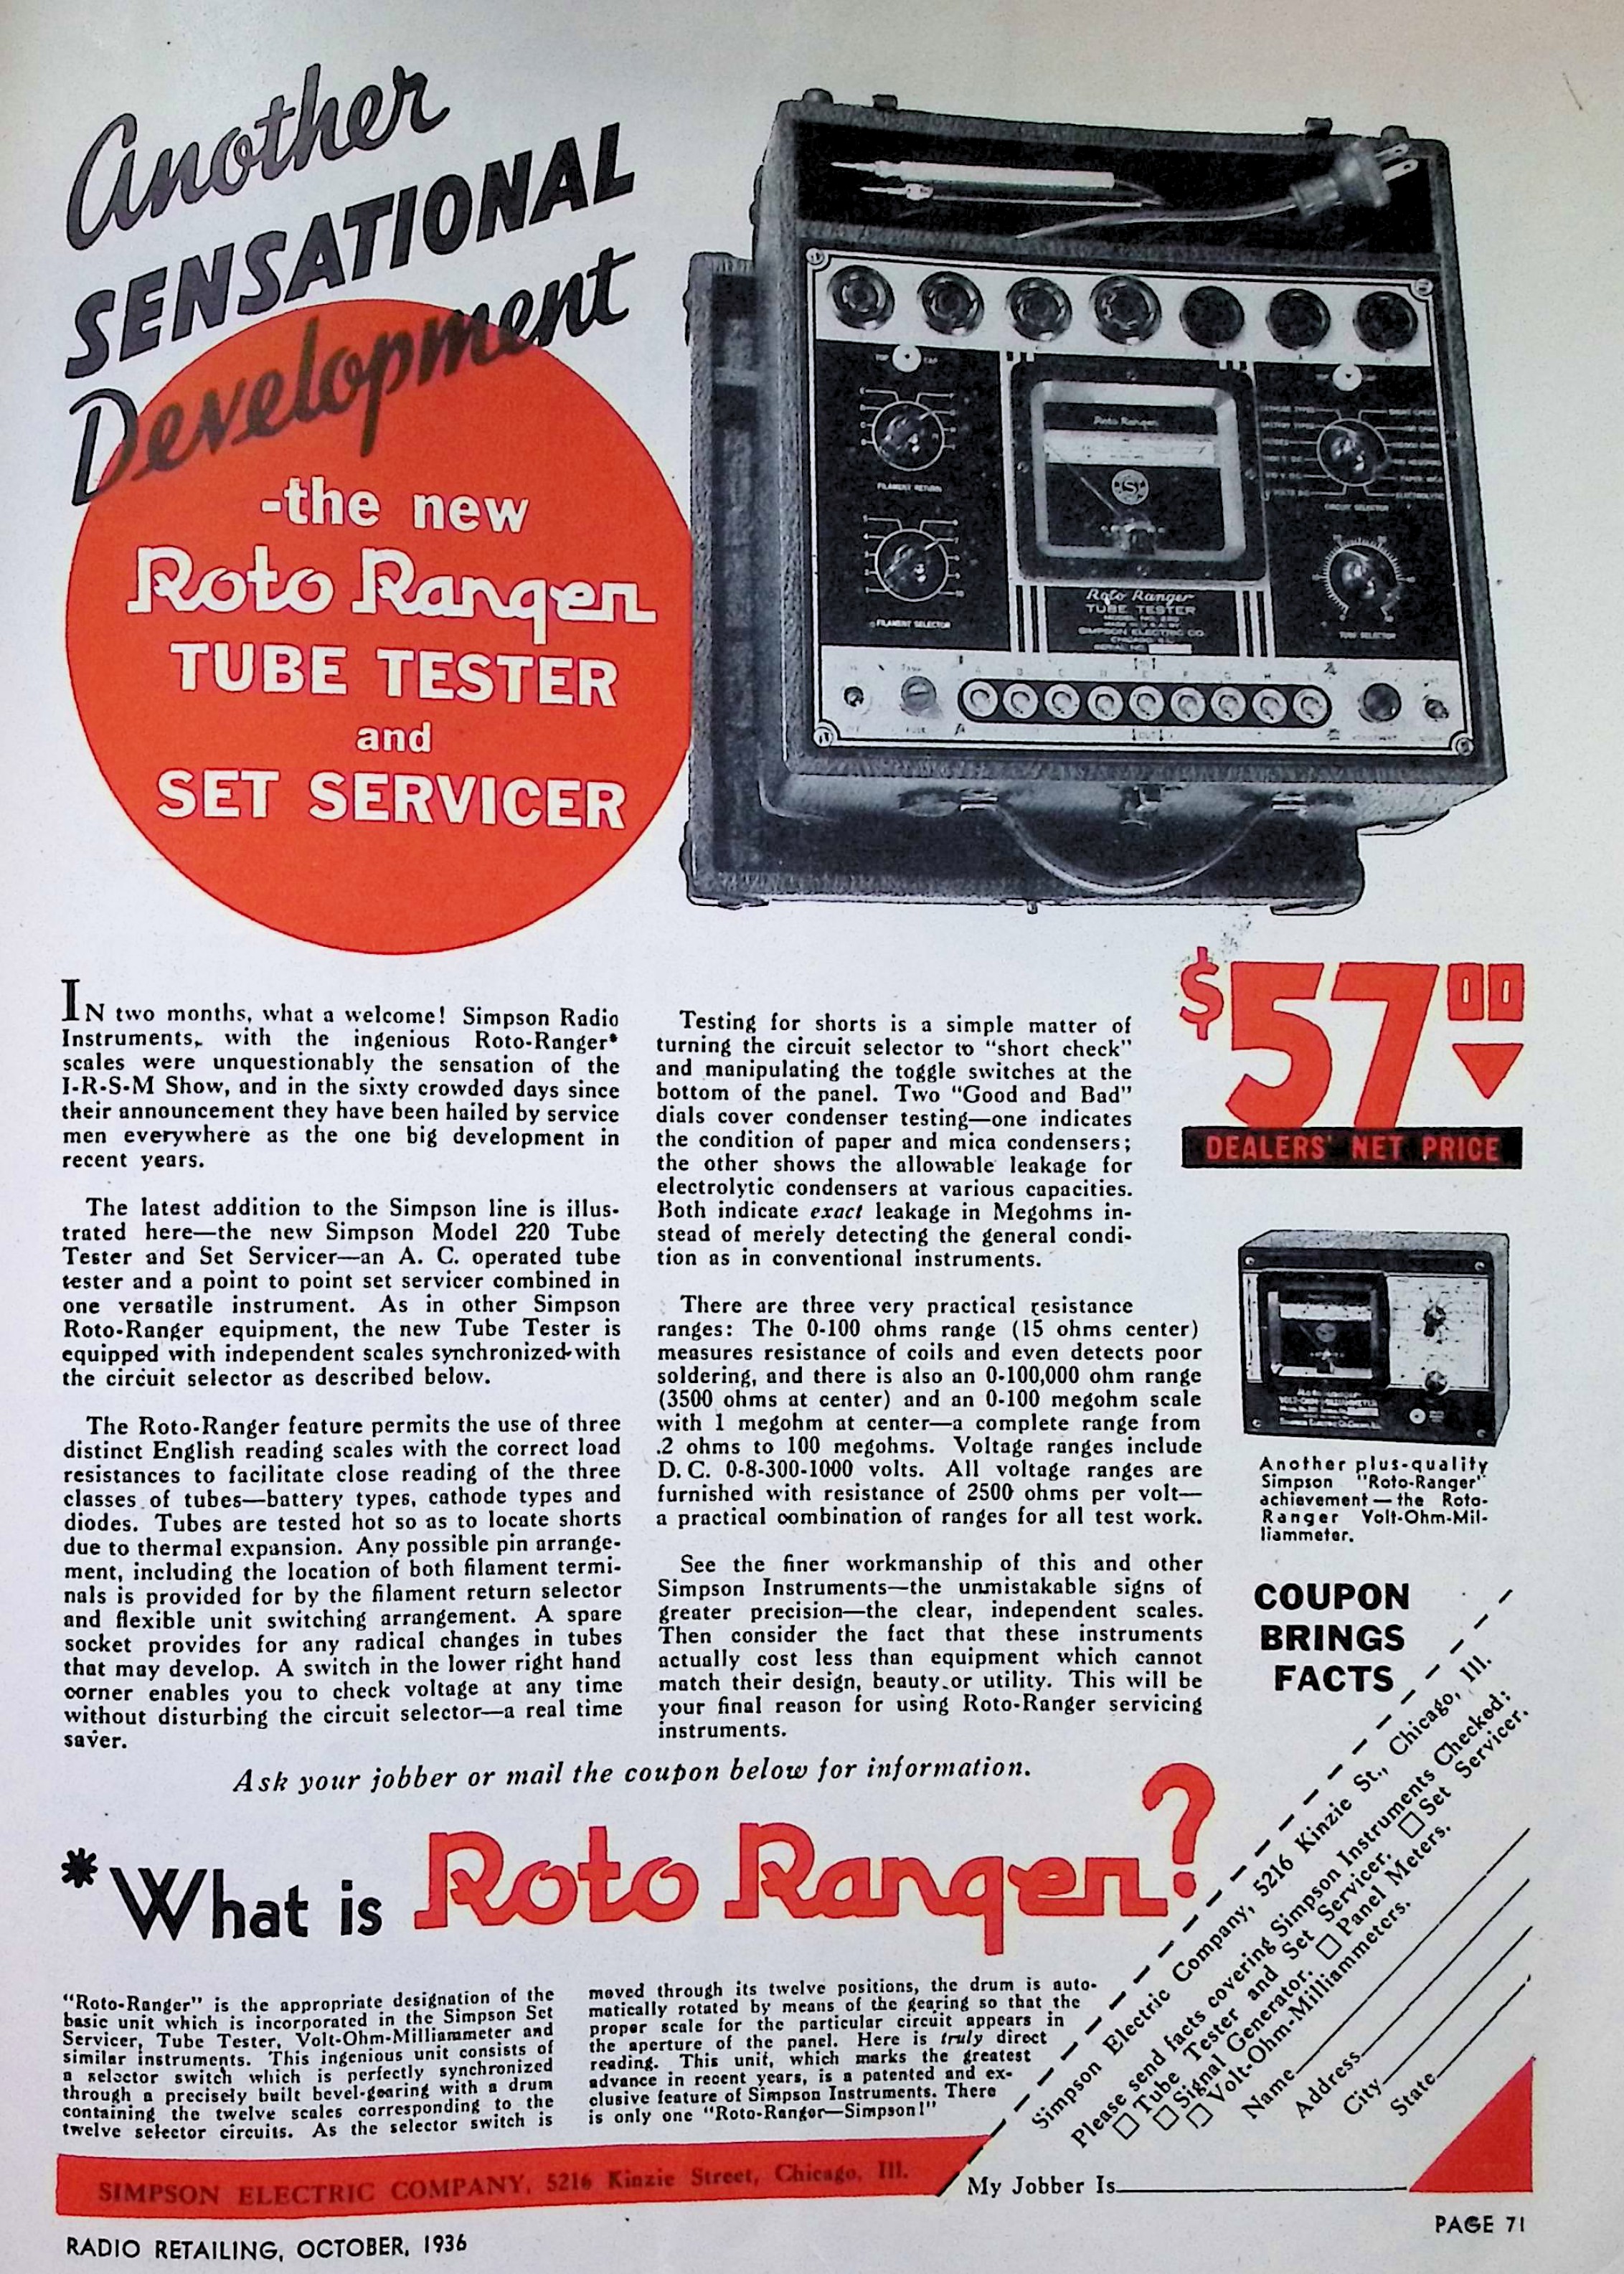 Another
SENSATIONAL
Development
-the new
Roto Ranger
TUBE TESTER
and
SET SERVICER
TOP CAP
Roto Ranger
FILAMENT RETURN
CIRCUIT SELECTOR
FILAMENT SELECTOR
TUBE SELECTOR
Roto Ranger
TUBE TESTER
SIMPSON ELECTRIC CO.
$57 00
DEALERS' NET PRICE
IN two months, what a welcome! Simpson Radio
Instruments, with the ingenious Roto-Ranger*
scales were unquestionably the sensation of the
I-R-S-M Show, and in the sixty crowded days since
their announcement they have been hailed by service
men everywhere as the one big development in
recent years.
The latest addition to the Simpson line is illus-
trated here—the new Simpson Model 220 Tube
Tester and Set Servicer—an A. C. operated tube
tester and a point to point set servicer combined in
one versatile instrument. As in other Simpson
Roto-Ranger equipment, the new Tube Tester is
equipped with independent scales synchronized with
the circuit selector as described below.
The Roto-Ranger feature permits the use of three
distinct English reading scales with the correct load
resistances to facilitate close reading of the three
classes of tubes—battery types, cathode types and
diodes. Tubes are tested hot so as to locate shorts
due to thermal expansion. Any possible pin arrange-
ment, including the location of both filament termi-
nals is provided for by the filament return selector
and flexible unit switching arrangement. A spare
socket provides for any radical changes in tubes
that may develop. A switch in the lower right hand
corner enables you to check voltage at any time
without disturbing the circuit selector—a real time
saver.
Testing for shorts is a simple matter of
turning the circuit selector to "short check"
and manipulating the toggle switches at the
bottom of the panel. Two "Good and Bad"
dials cover condenser testing—one indicates
the condition of paper and mica condensers;
the other shows the allowable leakage for
electrolytic condensers at various capacities.
Both indicate exact leakage in Megohms in-
stead of merely detecting the general condi-
tion as in conventional instruments.
There are three very practical resistance
ranges: The 0-100 ohms range (15 ohms center)
measures resistance of coils and even detects poor
soldering, and there is also an 0-100,000 ohm range
(3500 ohms at center) and an 0-100 megohm scale
with 1 megohm at center—a complete range from
.2 ohms to 100 megohms. Voltage ranges include
D. C. 0-8-300-1000 volts. All voltage ranges are
furnished with resistance of 2500 ohms per volt—
a practical combination of ranges for all test work.
See the finer workmanship of this and other
Simpson Instruments—the unmistakable signs of
greater precision—the clear, independent scales.
Then consider the fact that these instruments
actually cost less than equipment which cannot
match their design, beauty or utility. This will be
your final reason for using Roto-Ranger servicing
instruments.
Another plus-quality
Simpson "Roto-Ranger"
achievement — the Roto-
Ranger Volt-Ohm-Mil-
liammeter.
COUPON
BRINGS
FACTS
Ask your jobber or mail the coupon below for information.
*What is Roto Ranger?
"Roto-Ranger" is the appropriate designation of the
basic unit which is incorporated in the Simpson Set
Servicer, Tube Tester, Volt-Ohm-Milliammeter and
similar instruments. This ingenious unit consists of
a selector switch which is perfectly synchronized
through a precisely built bevel-gearing with a drum
containing the twelve scales corresponding to the
twelve selector circuits. As the selector switch is
moved through its twelve positions, the drum is auto-
matically rotated by means of the gearing so that the
proper scale for the particular circuit appears in
the aperture of the panel. Here is truly direct
reading. This unit, which marks the greatest
advance in recent years, is a patented and ex-
clusive feature of Simpson Instruments. There
is only one "Roto-Ranger—Simpson!"
Simpson Electric Company, 5216 Kinzie St., Chicago, Ill.
Please send facts covering Simpson Instruments Checked:
Tube Tester and Set Servicer. Set Servicer.
Signal Generator. Panel Meters.
Volt-Ohm-Milliammeters.
Name
Address
City
State
My Jobber Is
SIMPSON ELECTRIC COMPANY, 5216 Kinzie Street, Chicago, Ill.
PAGE 71
RADIO RETAILING, OCTOBER, 1936